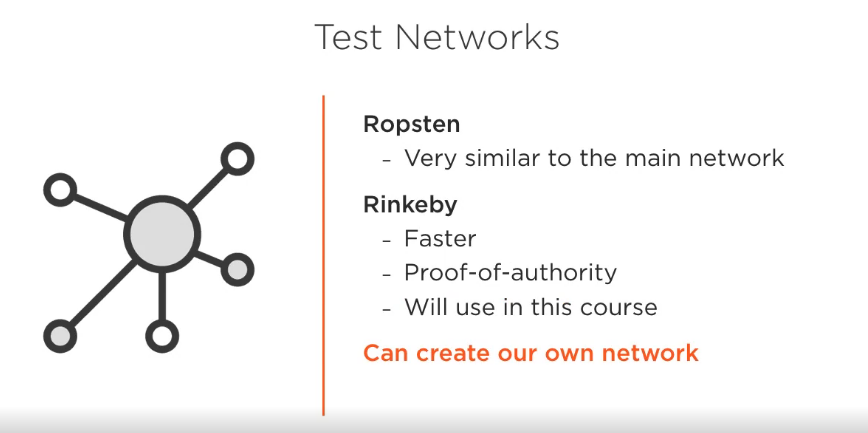 Test Networks
Ropsten
- Very similar to the main network
Rinkeby
- Faster
- Proof-of-authority
- Will use in this course
Can create our own network